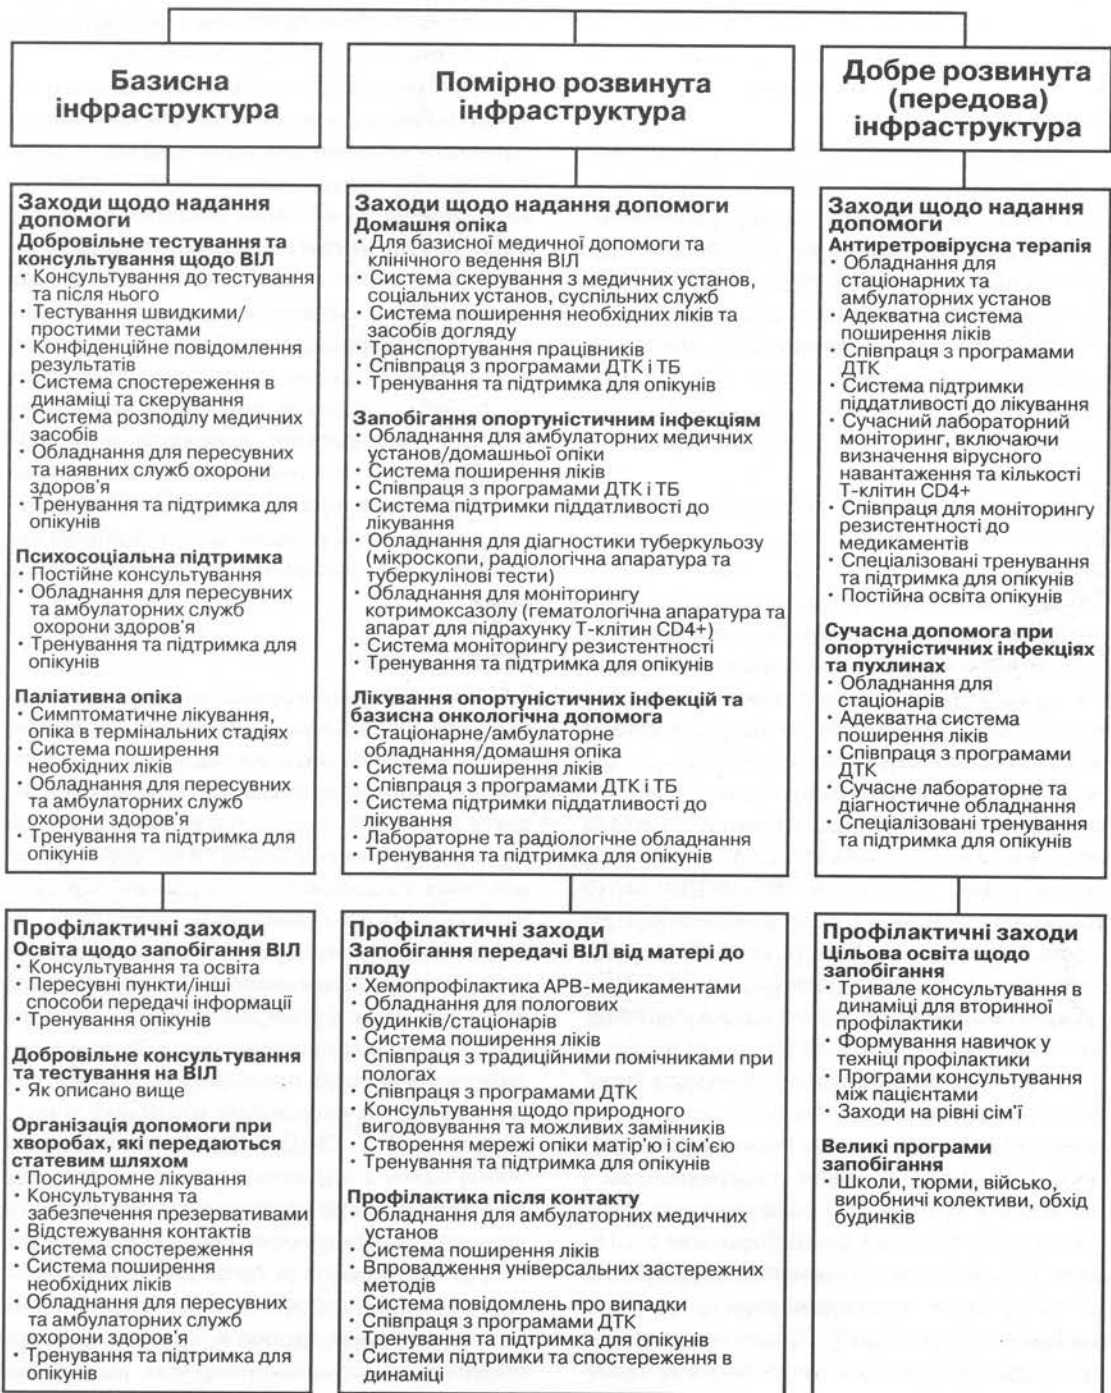 Базисна
інфраструктура
Помірно розвинута
інфраструктура
Добре розвинута
(передова)
інфраструктура
Заходи щодо надання
допомоги
Добровільне тестування та
консультування щодо ВІЛ
· Консультування до тестування
та після нього
· Тестування швидкими/
простими тестами
· Конфіденційне повідомлення
результатів
· Система спостереження в
динаміці та скерування
· Система розподілу медичних
засобів
· Обладнання для пересувних
та наявних служб охорони
здоров'я
· Тренування та підтримка для
опікунів
Психосоціальна підтримка
· Постійне консультування
· Обладнання для пересувних
та амбулаторних служб
охорони здоров'я
· Тренування та підтримка для
опікунів
Паліативна опіка
· Симптоматичне лікування,
опіка в термінальних стадіях
· Система поширення
необхідних ліків
· Обладнання для пересувних
та амбулаторних служб
охорони здоров'я
· Тренування та підтримка для
опікунів
Заходи щодо надання допомоги
Домашня опіка
· Для базисної медичної допомоги та
клінічного ведення ВІЛ
· Система скерування з медичних установ,
соціальних установ, суспільних служб
· Система поширення необхідних ліків та
засобів догляду
· Транспортування працівників
· Співпраця з програмами ДТК і ТБ
· Тренування та підтримка для опікунів
Запобігання опортуністичним інфекціям
· Обладнання для амбулаторних медичних
установ/домашньої опіки
· Система поширення ліків
· Співпраця з програмами ДТК і ТБ
· Система підтримки піддатливості до
лікування
· Обладнання для діагностики туберкульозу
(мікроскопи, радіологічна апаратура та
туберкулінові тести)
· Обладнання для моніторингу
котримоксазолу (гематологічна апаратура та
апарат для підрахунку Т-клітин CD4+)
· Система моніторингу резистентності
· Тренування та підтримка для опікунів
Лікування опортуністичних інфекцій та
базисна онкологічна допомога
· Стаціонарне/амбулаторне
обладнання/домашня опіка
· Система поширення ліків
· Співпраця з програмами ДТК і ТБ
· Система підтримки піддатливості до
лікування
· Лабораторне та радіологічне обладнання
· Тренування та підтримка для опікунів
Заходи щодо надання
допомоги
Антиретровірусна терапія
· Обладнання для
стаціонарних та
амбулаторних установ
· Адекватна система
поширення ліків
· Співпраця з програмами
ДТК
· Система підтримки
піддатливості до лікування
· Сучасний лабораторний
моніторинг, включаючи
визначення вірусного
навантаження та кількості
Т-клітин CD4+
· Співпраця для моніторингу
резистентності до
медикаментів
· Спеціалізовані тренування
та підтримка для опікунів
· Постійна освіта опікунів
Сучасна допомога при
опортуністичних інфекціях
та пухлинах
· Обладнання для
стаціонарів
· Адекватна система
поширення ліків
· Співпраця з програмами
ДТК
· Сучасне лабораторне та
діагностичне обладнання
· Спеціалізовані тренування
та підтримка для опікунів
Профілактичні заходи
Освіта щодо запобігання ВІЛ
· Консультування та освіта
· Пересувні пункти/інші
способи передачі інформації
· Тренування опікунів
Добровільне консультування
та тестування на ВІЛ
· Як описано вище
Організація допомоги при
хворобах, які передаються
статевим шляхом
· Посиндромне лікування
· Консультування та
забезпечення презервативами
· Відстежування контактів
· Система спостереження
· Система поширення
необхідних ліків
· Обладнання для пересувних
та амбулаторних служб
охорони здоров'я
· Тренування та підтримка для
опікунів
Профілактичні заходи
Запобігання передачі ВІЛ від матері до
плоду
· Хемопрофілактика АРВ-медикаментами
· Обладнання для пологових
будинків/стаціонарів
· Система поширення ліків
· Співпраця з традиційними помічниками при
пологах
· Співпраця з програмами ДТК
· Консультування щодо природного
вигодовування та можливих замінників
· Створення мережі опіки матір'ю і сім'єю
· Тренування та підтримка для опікунів
Профілактика після контакту
· Обладнання для амбулаторних медичних
установ
· Система поширення ліків
· Впровадження універсальних застережних
методів
· Система повідомлень про випадки
· Співпраця з програмами ДТК
· Тренування та підтримка для опікунів
· Системи підтримки та спостереження в
динаміці
Профілактичні заходи
Цільова освіта щодо
запобігання
· Тривале консультування в
динаміці для вторинної
профілактики
· Формування навичок у
техніці профілактики
· Програми консультування
між пацієнтами
· Заходи на рівні сім'ї
Великі програми
запобігання
· Школи, тюрми, військо,
виробничі колективи, обхід
будинків